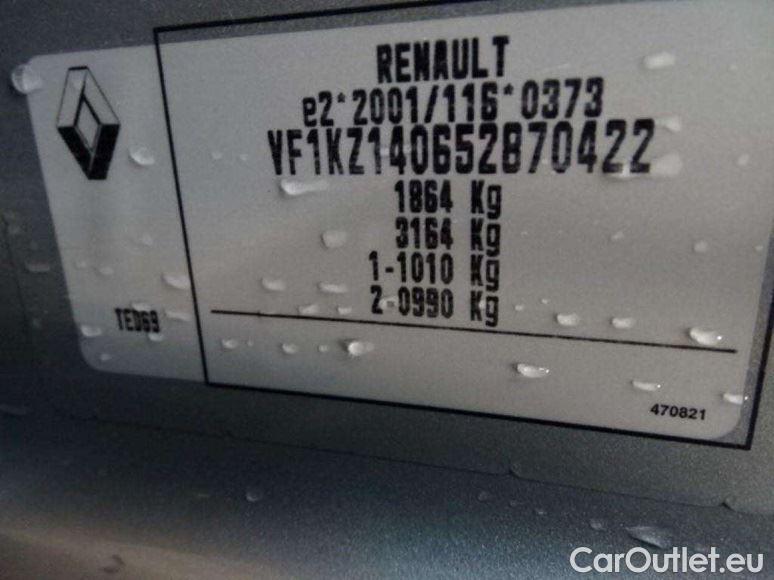 RENAULT
e2*2001/116*0373
VF1KZ140652870422
1864 Kg
3164 Kg
1-1010 Kg
2-0990 Kg
TED69
470821
CarOutlet.eu